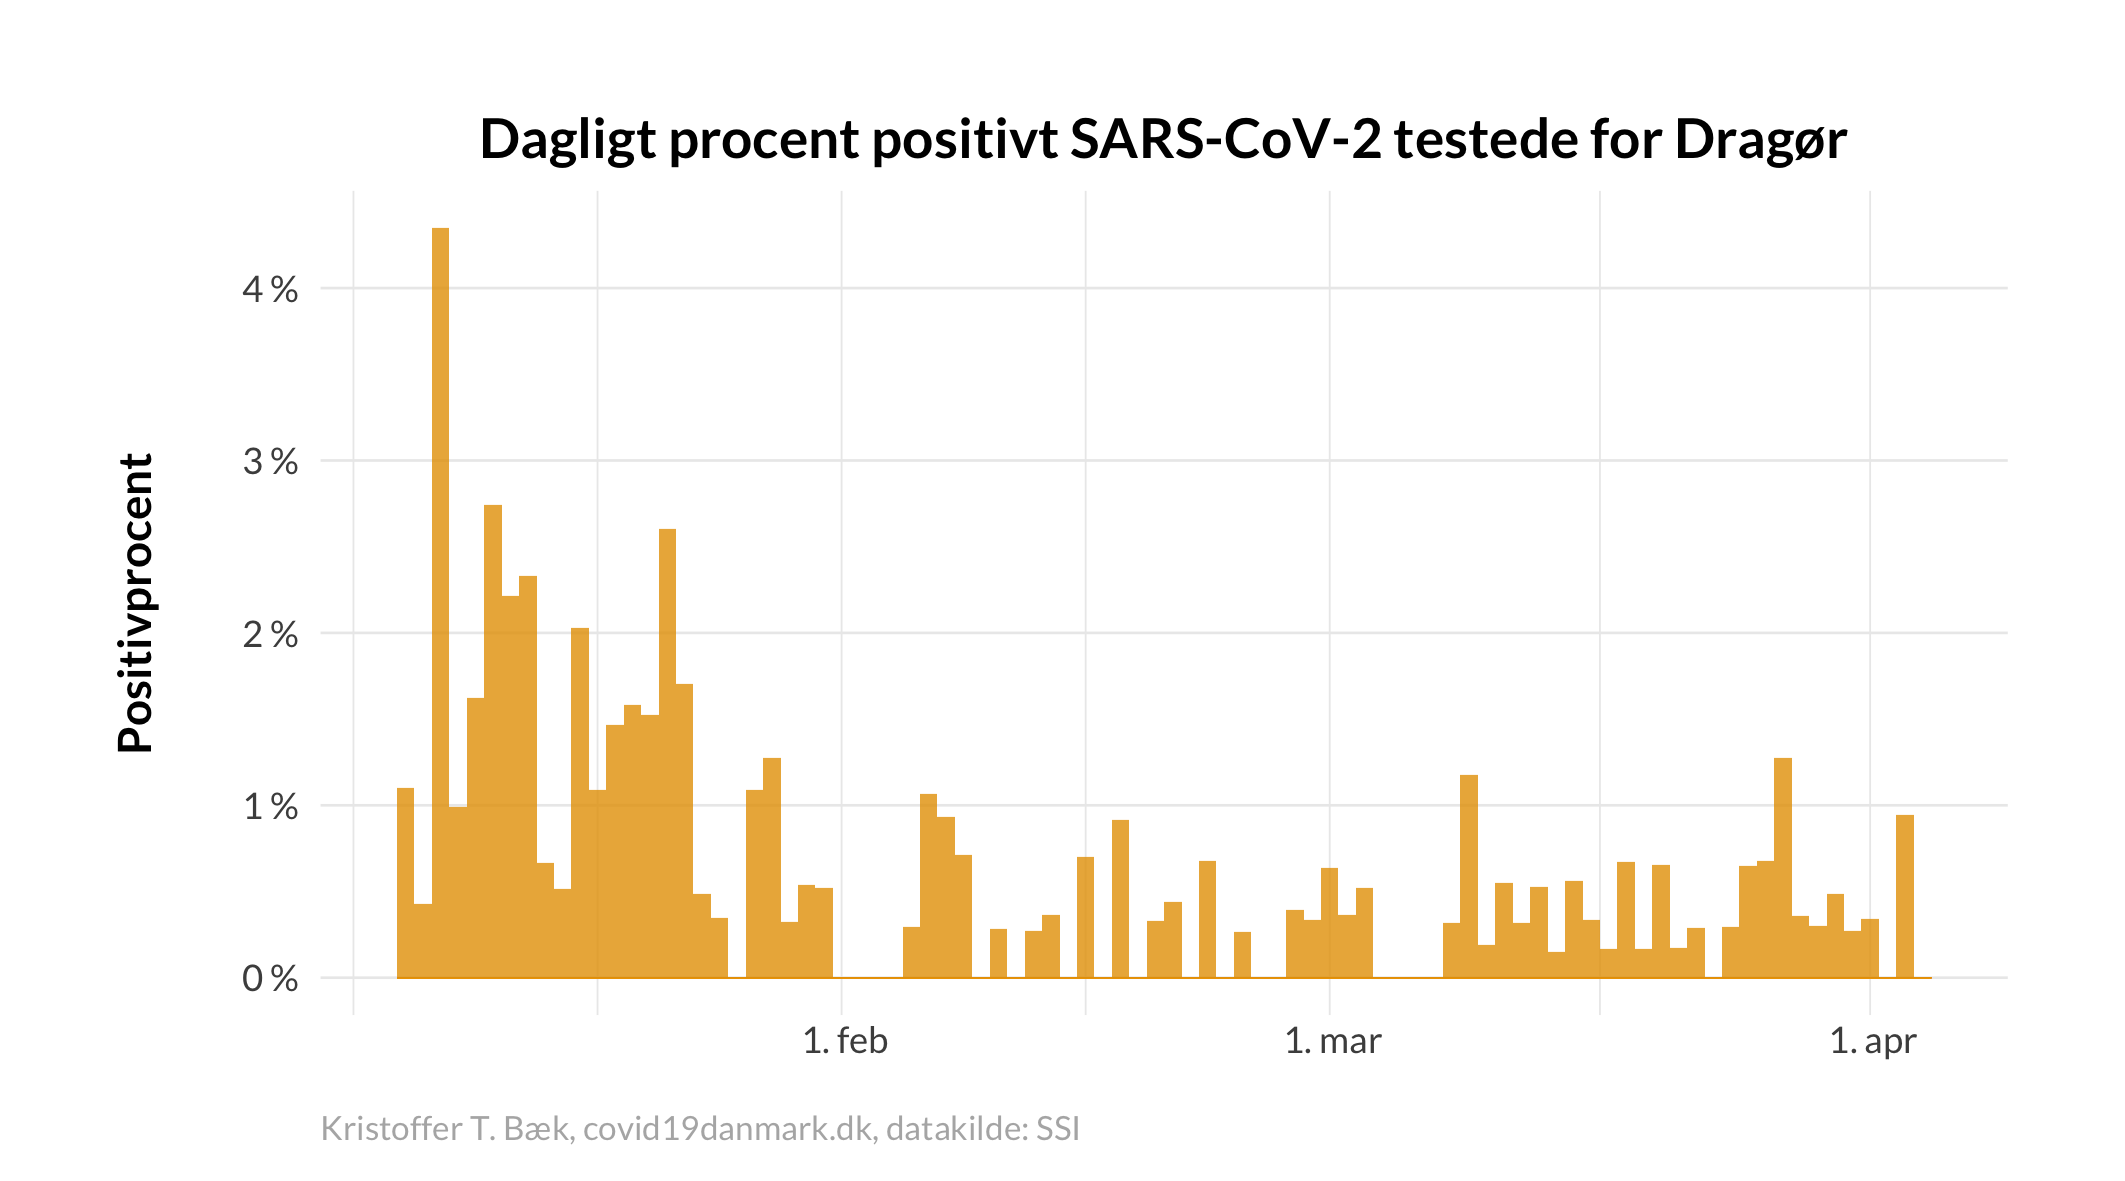 Dagligt procent positivt SARS-CoV-2 testede for Dragør
Positivprocent
4 %
3 %
2 %
1 %
0 %
1. feb
1. mar
1. apr
Kristoffer T. Bæk, covid19danmark.dk, datakilde: SSI